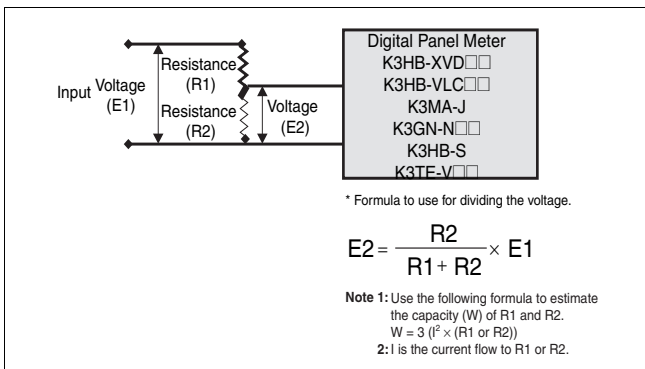 Digital Panel Meter
K3HB-XVD□□
K3HB-VLC□□
K3MA-J
K3GN-N□□
K3HB-S
K3TE-V□□
Input Voltage
(E1)
Resistance
(R1)
Resistance
(R2)
Voltage
(E2)
* Formula to use for dividing the voltage.
E2 = R2 / (R1 + R2) × E1
Note 1: Use the following formula to estimate
the capacity (W) of R1 and R2.
W = 3 (I² × (R1 or R2))
2: I is the current flow to R1 or R2.